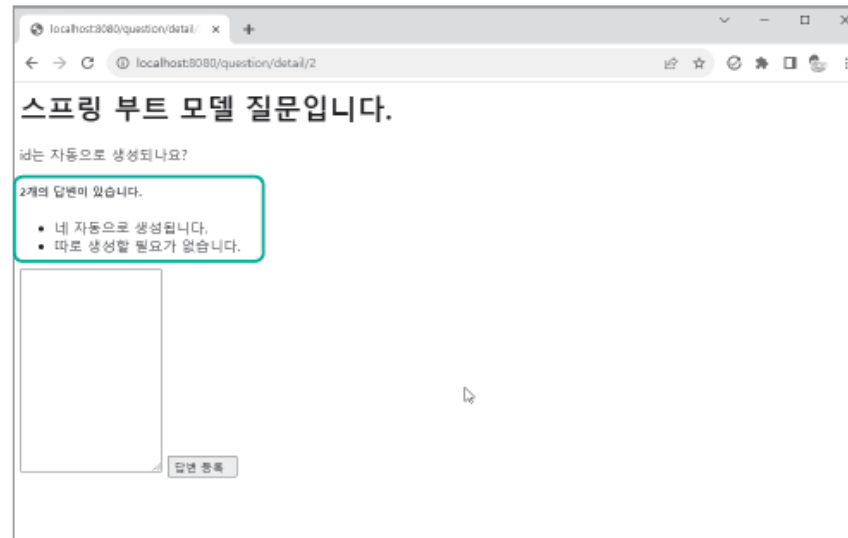 localhost:8080/question/detail/
localhost:8080/question/detail/2
스프링 부트 모델 질문입니다.
id는 자동으로 생성되나요?
2개의 답변이 있습니다.
네 자동으로 생성됩니다.
따로 생성할 필요가 없습니다.
답변 등록